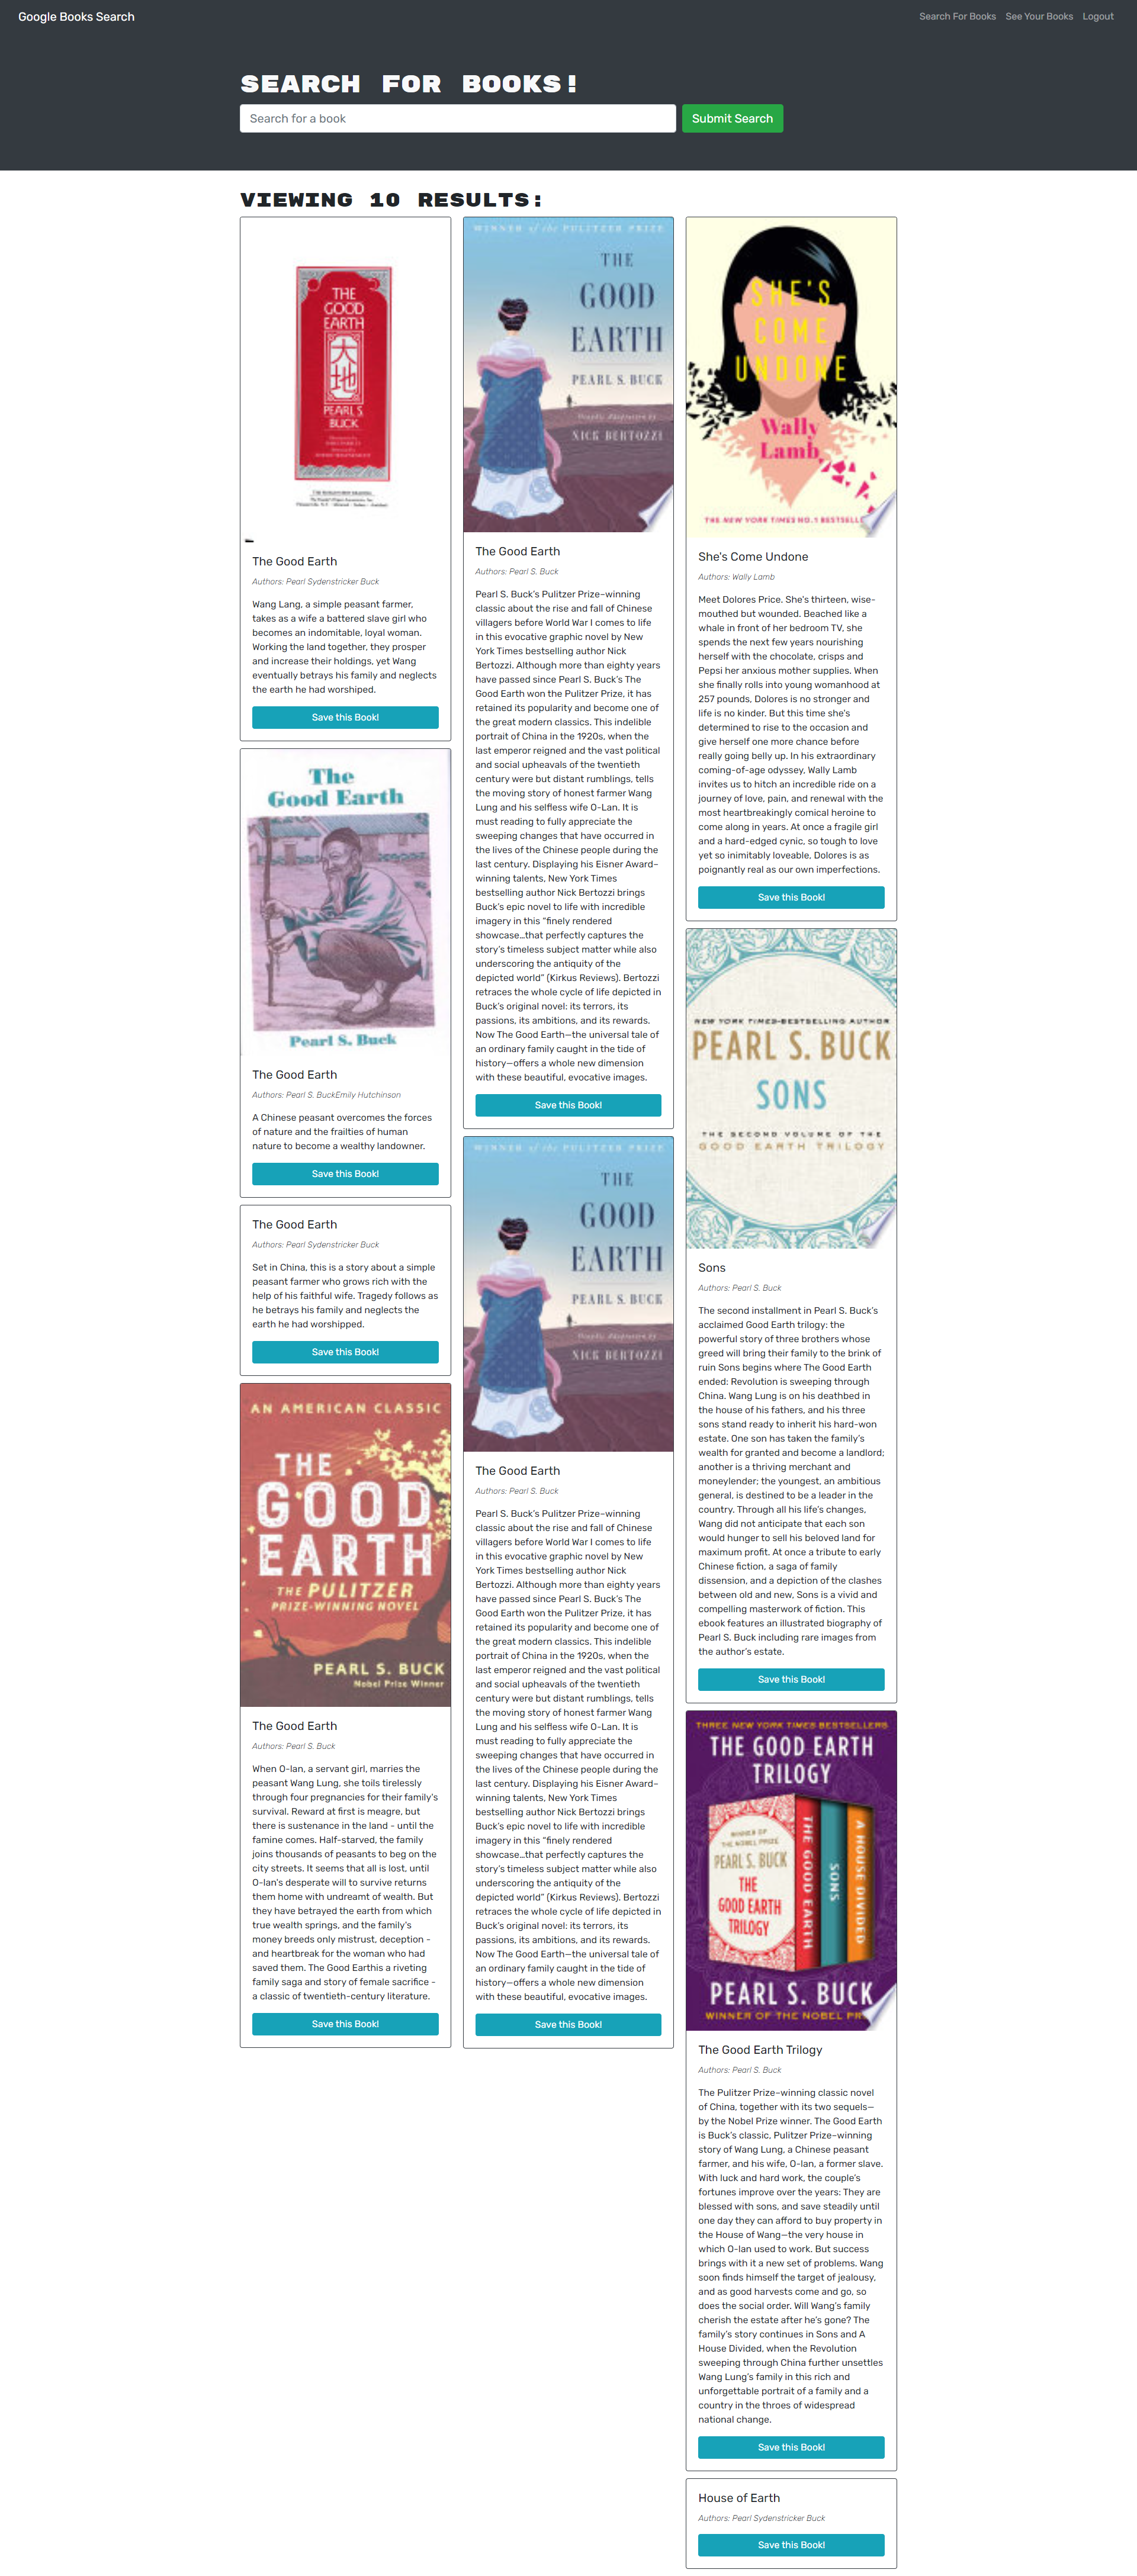 Google Books Search
Search For Books
See Your Books
Logout
SEARCH FOR BOOKS!
Search for a book
Submit Search
VIEWING 10 RESULTS:
THE
GOOD
EARTH
大
地
PEARL S.
BUCK
The Good Earth
Authors: Pearl Sydenstricker Buck
Wang Lang, a simple peasant farmer,
takes as a wife a battered slave girl who
becomes an indomitable, loyal woman.
Working the land together, they prosper
and increase their holdings, yet Wang
eventually betrays his family and neglects
the earth he had worshiped.
Save this Book!
The
Good Earth
Pearl S. Buck
The Good Earth
Authors: Pearl S. BuckEmily Hutchinson
A Chinese peasant overcomes the forces
of nature and the frailties of human
nature to become a wealthy landowner.
Save this Book!
The Good Earth
Authors: Pearl Sydenstricker Buck
Set in China, this is a story about a simple
peasant farmer who grows rich with the
help of his faithful wife. Tragedy follows as
he betrays his family and neglects the
earth he had worshipped.
Save this Book!
AN AMERICAN CLASSIC
THE
GOOD
EARTH
THE PULITZER
PRIZE-WINNING NOVEL
PEARL S. BUCK
Nobel Prize Winner
The Good Earth
Authors: Pearl S. Buck
When O-lan, a servant girl, marries the
peasant Wang Lung, she toils tirelessly
through four pregnancies for their family's
survival. Reward at first is meagre, but
there is sustenance in the land - until the
famine comes. Half-starved, the family
joins thousands of peasants to beg on the
city streets. It seems that all is lost, until
O-lan's desperate will to survive returns
them home with undreamt of wealth. But
they have betrayed the earth from which
true wealth springs, and the family's
money breeds only mistrust, deception -
and heartbreak for the woman who had
saved them. The Good Earthis a riveting
family saga and story of female sacrifice -
a classic of twentieth-century literature.
Save this Book!
WINNER of the PULITZER PRIZE
THE
GOOD
EARTH
PEARL S. BUCK
NICK BERTOZZI
The Good Earth
Authors: Pearl S. Buck
Pearl S. Buck's Pulitzer Prize–winning
classic about the rise and fall of Chinese
villagers before World War I comes to life
in this evocative graphic novel by New
York Times bestselling author Nick
Bertozzi. Although more than eighty years
have passed since Pearl S. Buck's The
Good Earth won the Pulitzer Prize, it has
retained its popularity and become one of
the great modern classics. This indelible
portrait of China in the 1920s, when the
last emperor reigned and the vast political
and social upheavals of the twentieth
century were but distant rumblings, tells
the moving story of honest farmer Wang
Lung and his selfless wife O-Lan. It is
must reading to fully appreciate the
sweeping changes that have occurred in
the lives of the Chinese people during the
last century. Displaying his Eisner Award–
winning talents, New York Times
bestselling author Nick Bertozzi brings
Buck's epic novel to life with incredible
imagery in this “finely rendered
showcase…that perfectly captures the
story's timeless subject matter while also
underscoring the antiquity of the
depicted world” (Kirkus Reviews). Bertozzi
retraces the whole cycle of life depicted in
Buck's original novel: its terrors, its
passions, its ambitions, and its rewards.
Now The Good Earth—the universal tale of
an ordinary family caught in the tide of
history—offers a whole new dimension
with these beautiful, evocative images.
Save this Book!
WINNER of the PULITZER PRIZE
THE
GOOD
EARTH
PEARL S. BUCK
NICK BERTOZZI
The Good Earth
Authors: Pearl S. Buck
Pearl S. Buck's Pulitzer Prize–winning
classic about the rise and fall of Chinese
villagers before World War I comes to life
in this evocative graphic novel by New
York Times bestselling author Nick
Bertozzi. Although more than eighty years
have passed since Pearl S. Buck's The
Good Earth won the Pulitzer Prize, it has
retained its popularity and become one of
the great modern classics. This indelible
portrait of China in the 1920s, when the
last emperor reigned and the vast political
and social upheavals of the twentieth
century were but distant rumblings, tells
the moving story of honest farmer Wang
Lung and his selfless wife O-Lan. It is
must reading to fully appreciate the
sweeping changes that have occurred in
the lives of the Chinese people during the
last century. Displaying his Eisner Award–
winning talents, New York Times
bestselling author Nick Bertozzi brings
Buck's epic novel to life with incredible
imagery in this “finely rendered
showcase…that perfectly captures the
story's timeless subject matter while also
underscoring the antiquity of the
depicted world” (Kirkus Reviews). Bertozzi
retraces the whole cycle of life depicted in
Buck's original novel: its terrors, its
passions, its ambitions, and its rewards.
Now The Good Earth—the universal tale of
an ordinary family caught in the tide of
history—offers a whole new dimension
with these beautiful, evocative images.
Save this Book!
SHE'S
COME
UNDONE
Wally
Lamb
THE NEW YORK TIMES NO.1 BESTSELL
She's Come Undone
Authors: Wally Lamb
Meet Dolores Price. She's thirteen, wise-
mouthed but wounded. Beached like a
whale in front of her bedroom TV, she
spends the next few years nourishing
herself with the chocolate, crisps and
Pepsi her anxious mother supplies. When
she finally rolls into young womanhood at
257 pounds, Dolores is no stronger and
life is no kinder. But this time she's
determined to rise to the occasion and
give herself one more chance before
really going belly up. In his extraordinary
coming-of-age odyssey, Wally Lamb
invites us to hitch an incredible ride on a
journey of love, pain, and renewal with the
most heartbreakingly comical heroine to
come along in years. At once a fragile girl
and a hard-edged cynic, so tough to love
yet so inimitably loveable, Dolores is as
poignantly real as our own imperfections.
Save this Book!
NEW YORK TIMES–BESTSELLING AUTHOR
PEARL S. BUCK
SONS
THE SECOND VOLUME OF THE
GOOD EARTH TRILOGY
Sons
Authors: Pearl S. Buck
The second installment in Pearl S. Buck's
acclaimed Good Earth trilogy: the
powerful story of three brothers whose
greed will bring their family to the brink of
ruin Sons begins where The Good Earth
ended: Revolution is sweeping through
China. Wang Lung is on his deathbed in
the house of his fathers, and his three
sons stand ready to inherit his hard-won
estate. One son has taken the family's
wealth for granted and become a landlord;
another is a thriving merchant and
moneylender; the youngest, an ambitious
general, is destined to be a leader in the
country. Through all his life's changes,
Wang did not anticipate that each son
would hunger to sell his beloved land for
maximum profit. At once a tribute to early
Chinese fiction, a saga of family
dissension, and a depiction of the clashes
between old and new, Sons is a vivid and
compelling masterwork of fiction. This
ebook features an illustrated biography of
Pearl S. Buck including rare images from
the author's estate.
Save this Book!
THREE NEW YORK TIMES BESTSELLERS
THE GOOD EARTH
TRILOGY
WINNER OF
THE NOBEL PRIZE
PEARL S. BUCK
THE
GOOD EARTH
TRILOGY
THE GOOD EARTH
SONS
A HOUSE DIVIDED
PEARL S. BUCK
WINNER OF THE NOBEL PR
The Good Earth Trilogy
Authors: Pearl S. Buck
The Pulitzer Prize–winning classic novel
of China, together with its two sequels—
by the Nobel Prize winner. The Good Earth
is Buck's classic, Pulitzer Prize–winning
story of Wang Lung, a Chinese peasant
farmer, and his wife, O-lan, a former slave.
With luck and hard work, the couple's
fortunes improve over the years: They are
blessed with sons, and save steadily until
one day they can afford to buy property in
the House of Wang—the very house in
which O-lan used to work. But success
brings with it a new set of problems. Wang
soon finds himself the target of jealousy,
and as good harvests come and go, so
does the social order. Will Wang's family
cherish the estate after he's gone? The
family's story continues in Sons and A
House Divided, when the Revolution
sweeping through China further unsettles
Wang Lung's family in this rich and
unforgettable portrait of a family and a
country in the throes of widespread
national change.
Save this Book!
House of Earth
Authors: Pearl Sydenstricker Buck
Save this Book!